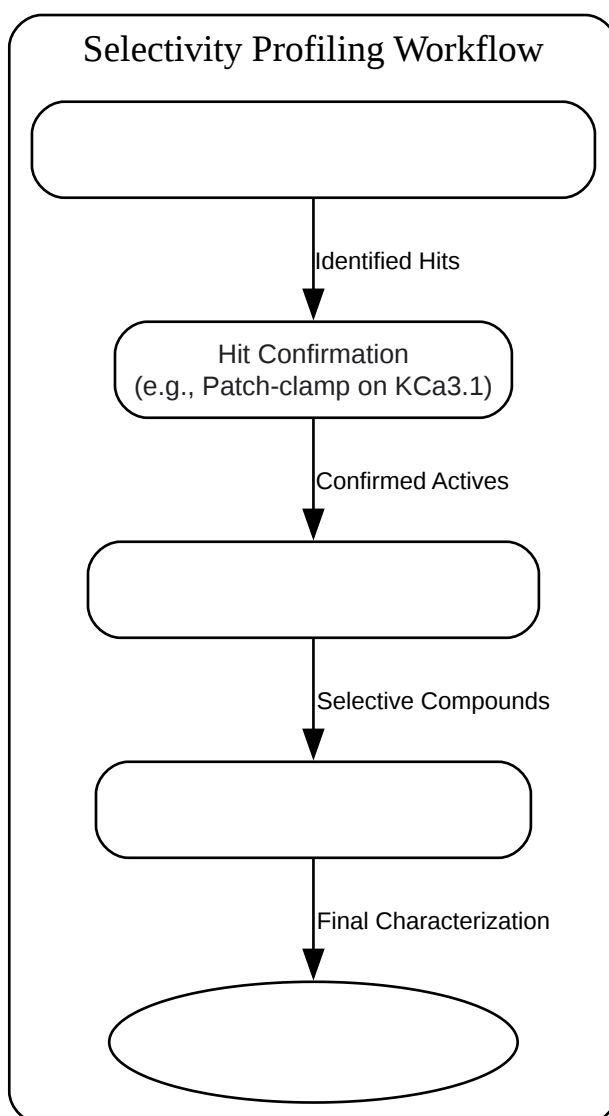 Selectivity Profiling Workflow
Identified Hits
Hit Confirmation
(e.g., Patch-clamp on KCa3.1)
Confirmed Actives
Selective Compounds
Final Characterization